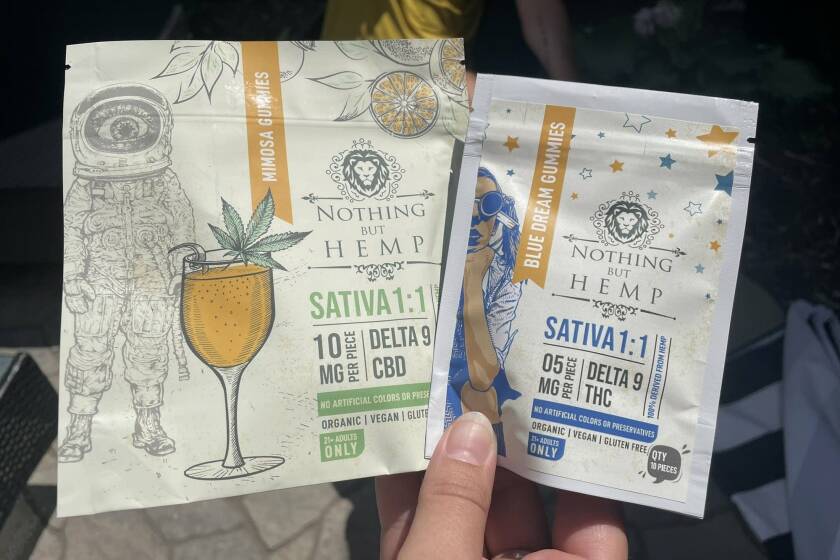 MIMOSA GUMMIES
NOTHING
BUT
HEMP
SATIVA 1:1
10
MG
PER PIECE
DELTA 9
CBD
NO ARTIFICIAL COLORS OR PRESE
ORGANIC | VEGAN | GLUTE
21+ ADULTS
ONLY
BLUE DREAM GUMMIES
NOTHING
BUT
HEMP
SATIVA 1:1
05
MG
PER PIECE
DELTA 9
THC
100% DERIVED FROM HEMP
NO ARTIFICIAL COLORS OR PRESERVATIVES
ORGANIC | VEGAN | GLUTEN FREE
21+ ADULTS
ONLY
QTY
10 PIECES